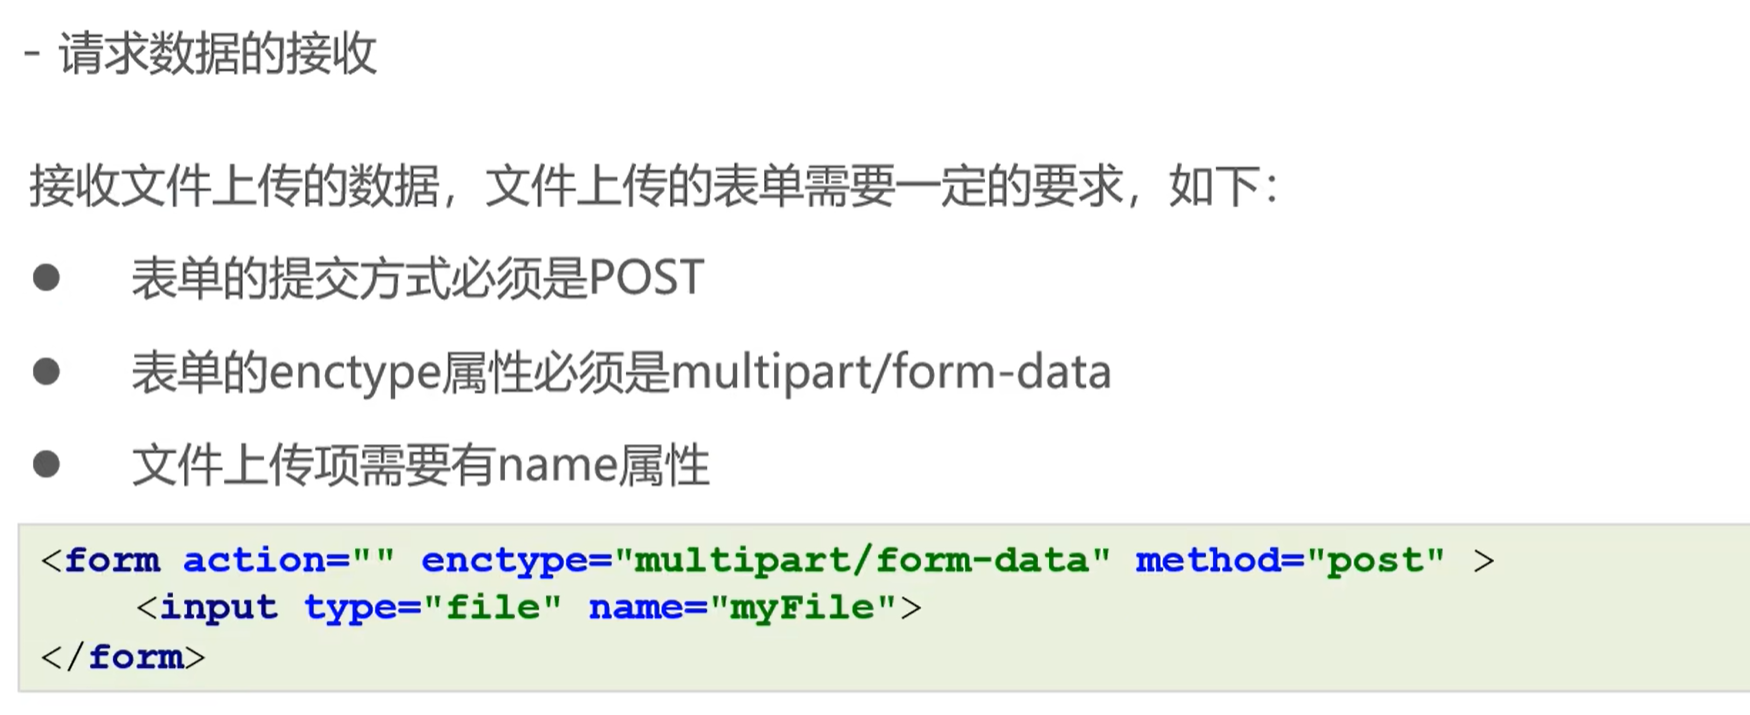 - 请求数据的接收
接收文件上传的数据，文件上传的表单需要一定的要求，如下：
● 表单的提交方式必须是POST
● 表单的enctype属性必须是multipart/form-data
● 文件上传项需要有name属性
<form action="" enctype="multipart/form-data" method="post" >
    <input type="file" name="myFile">
</form>